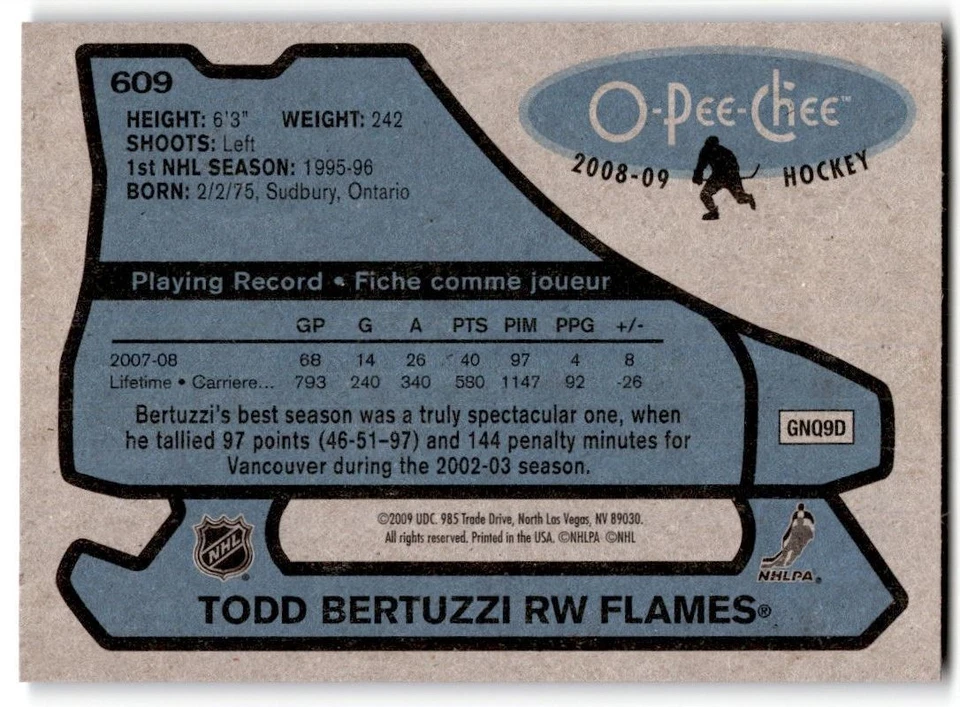 609
HEIGHT: 6'3" WEIGHT: 242
SHOOTS: Left
1st NHL SEASON: 1995-96
BORN: 2/2/75, Sudbury, Ontario
O-Pee-Chee™
2008-09 HOCKEY
Playing Record • Fiche comme joueur
GP G A PTS PIM PPG +/-
2007-08 68 14 26 40 97 4 8
Lifetime • Carriere... 793 240 340 580 1147 92 -26
Bertuzzi's best season was a truly spectacular one, when
he tallied 97 points (46-51–97) and 144 penalty minutes for
Vancouver during the 2002-03 season.
GNQ9D
©2009 UDC. 985 Trade Drive, North Las Vegas, NV 89030.
All rights reserved. Printed in the USA. ©NHLPA ©NHL
NHL®
NHLPA®
TODD BERTUZZI RW FLAMES®